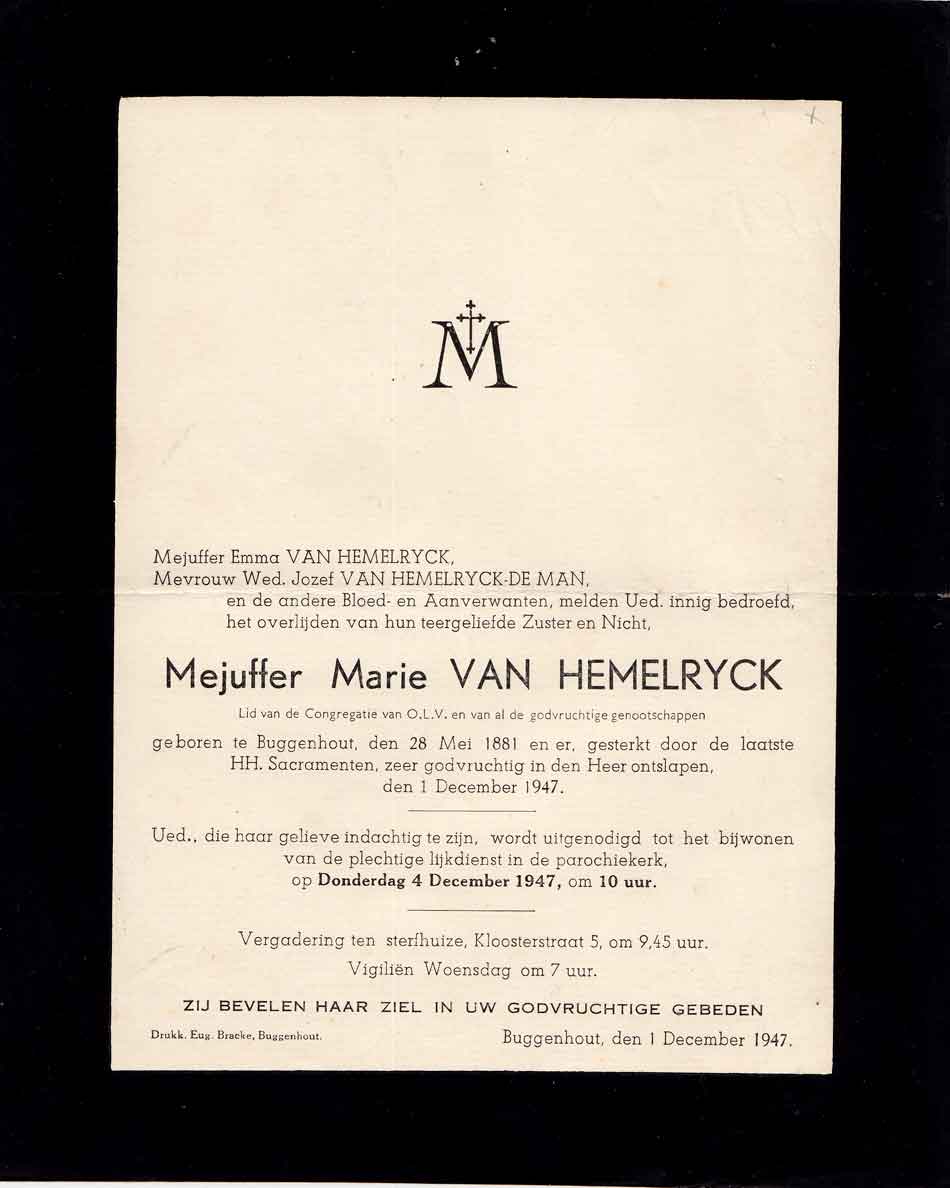 M
Mejuffer Emma VAN HEMELRYCK,
Mevrouw Wed. Jozef VAN HEMELRYCK-DE MAN,
en de andere Bloed- en Aanverwanten, melden Ued. innig bedroefd,
het overlijden van hun teergeliefde Zuster en Nicht,
Mejuffer Marie VAN HEMELRYCK
Lid van de Congregatie van O.L.V. en van al de godvruchtige genootschappen
geboren te Buggenhout, den 28 Mei 1881 en er, gesterkt door de laatste
HH. Sacramenten, zeer godvruchtig in den Heer ontslapen,
den 1 December 1947.
Ued., die haar gelieve indachtig te zijn, wordt uitgenodigd tot het bijwonen
van de plechtige lijkdienst in de parochiekerk,
op Donderdag 4 December 1947, om 10 uur.
Vergadering ten sterfhuize, Kloosterstraat 5, om 9,45 uur.
Vigiliën Woensdag om 7 uur.
ZIJ BEVELEN HAAR ZIEL IN UW GODVRUCHTIGE GEBEDEN
Drukk. Eug. Bracke, Buggenhout.
Buggenhout, den 1 December 1947.